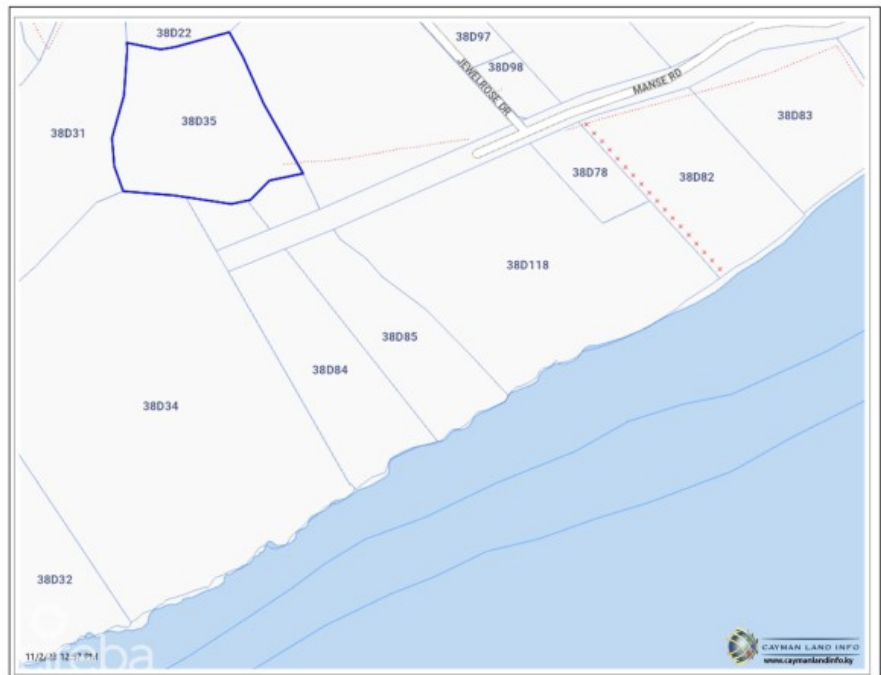 38D22
38D97
38D98
JEWELROSE DR
MANSE RD
38D83
38D35
38D31
38D78
38D82
38D118
38D85
38D84
38D34
38D32
CAYMAN LAND INFO
www.caymanlandinfo.ky